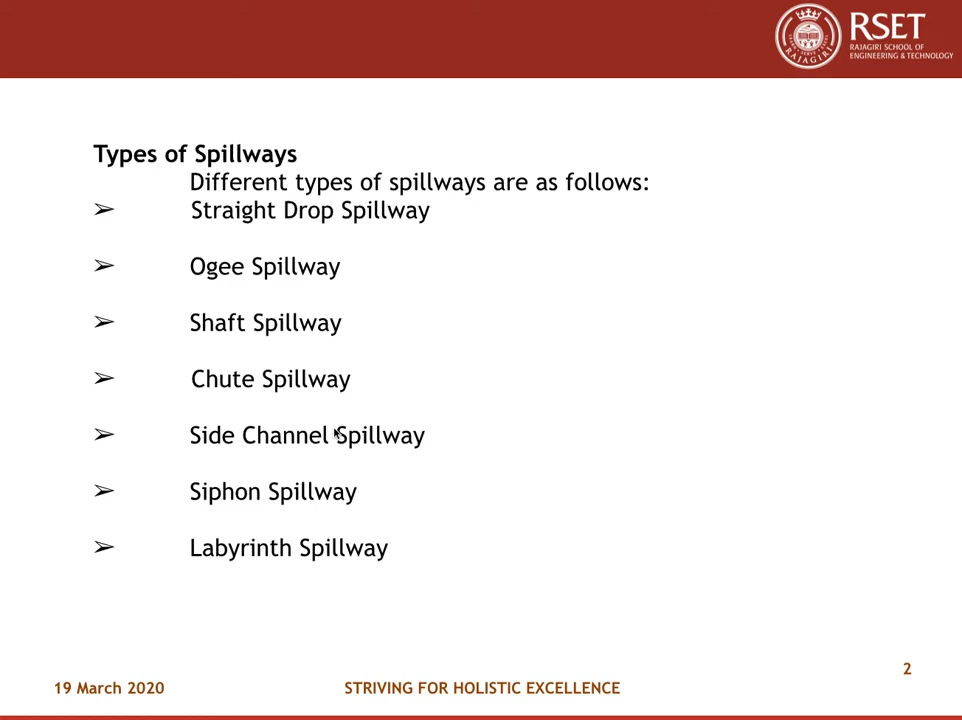 RSET
RAJAGIRI SCHOOL OF
ENGINEERING & TECHNOLOGY
RAJAGIRI
Types of Spillways
Different types of spillways are as follows:
➢ Straight Drop Spillway
➢ Ogee Spillway
➢ Shaft Spillway
➢ Chute Spillway
➢ Side Channel Spillway
➢ Siphon Spillway
➢ Labyrinth Spillway
2
19 March 2020
STRIVING FOR HOLISTIC EXCELLENCE